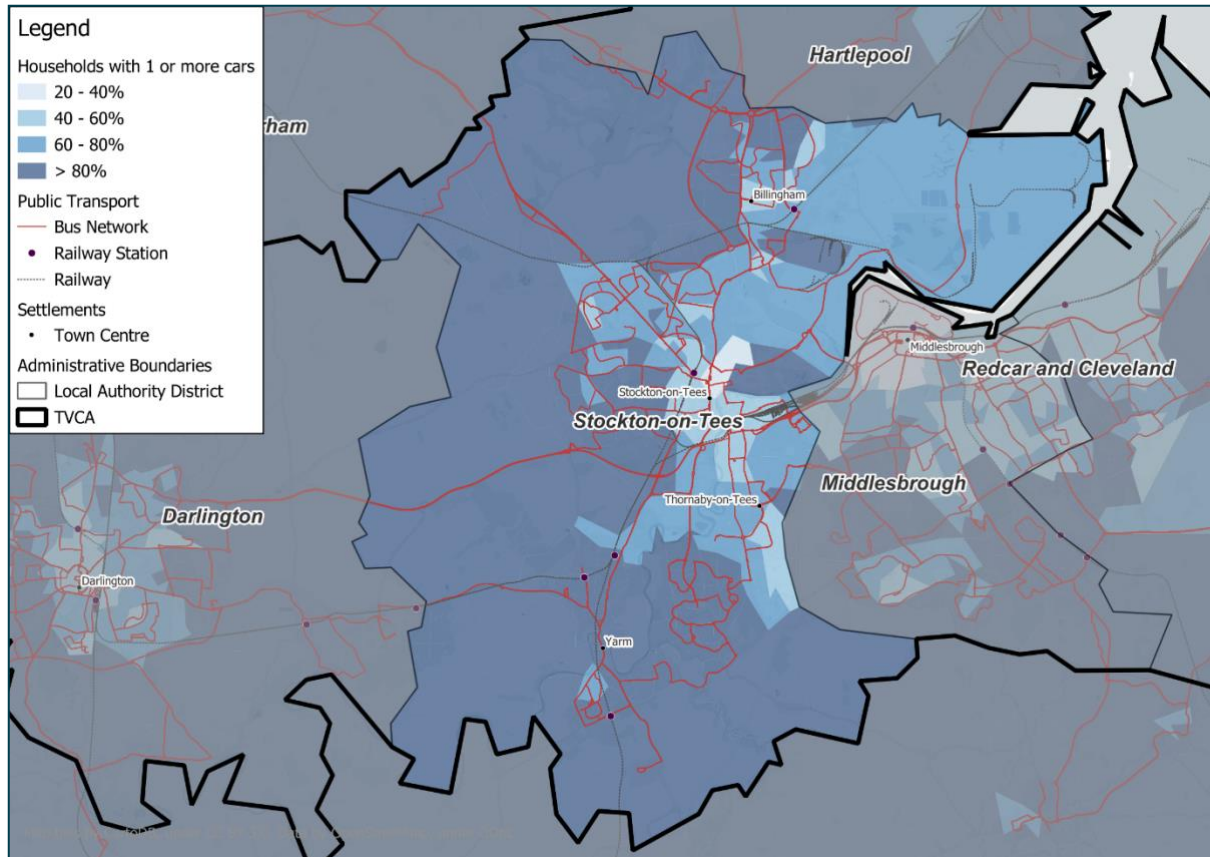 Legend
Households with 1 or more cars
20 - 40%
40 - 60%
60 - 80%
> 80%
Public Transport
Bus Network
Railway Station
Railway
Settlements
Town Centre
Administrative Boundaries
Local Authority District
TVCA
Hartlepool
rham
Billingham
Middlesbrough
Redcar and Cleveland
Stockton-on-Tees
Stockton-on-Tees
Middlesbrough
Thornaby-on-Tees
Darlington
Darlington
Yarm